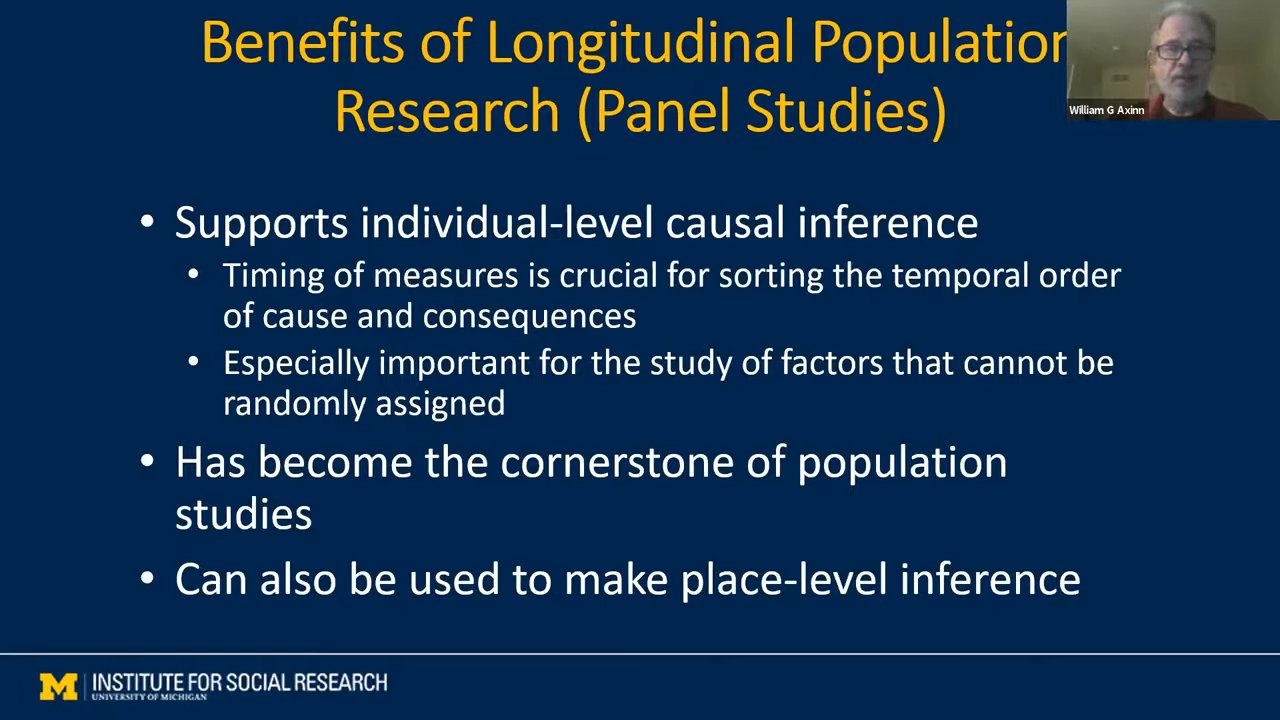 Benefits of Longitudinal Population
Research (Panel Studies)
William G Axinn
• Supports individual-level causal inference
• Timing of measures is crucial for sorting the temporal order
of cause and consequences
• Especially important for the study of factors that cannot be
randomly assigned
• Has become the cornerstone of population
studies
• Can also be used to make place-level inference
M INSTITUTE FOR SOCIAL RESEARCH
UNIVERSITY OF MICHIGAN